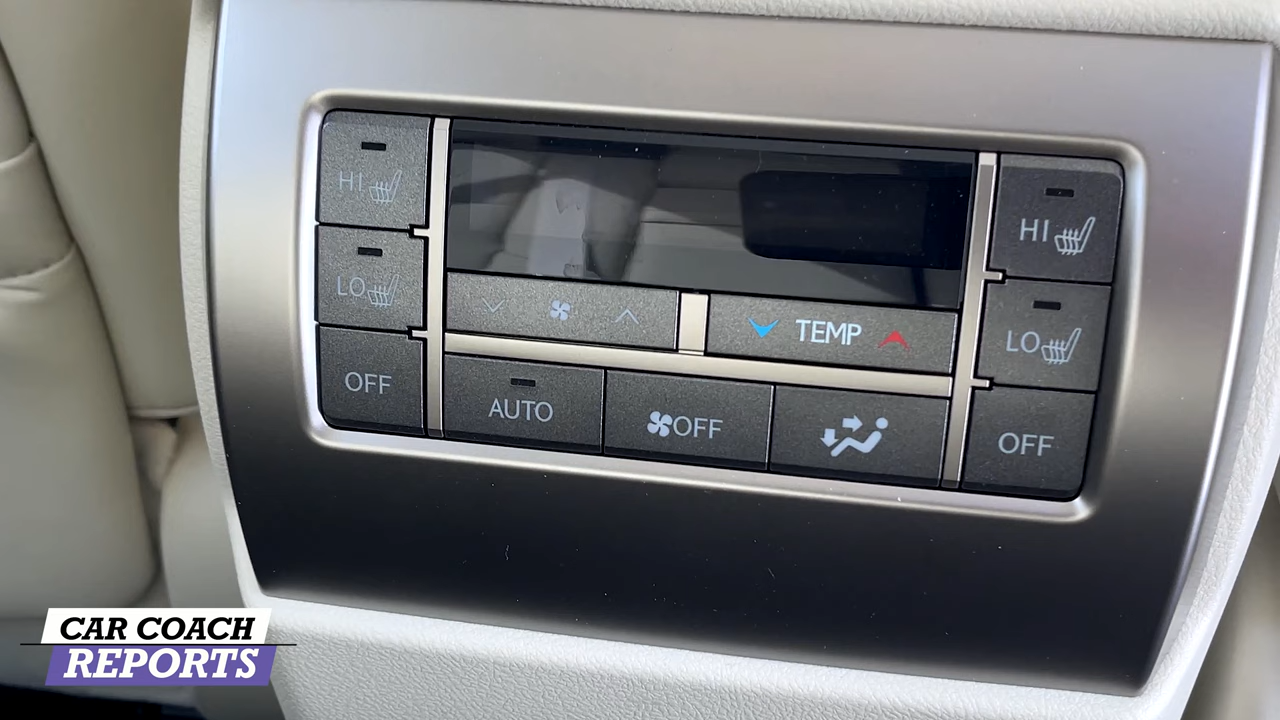 HI
LO
OFF
TEMP
AUTO
OFF
HI
LO
OFF
CAR COACH
REPORTS